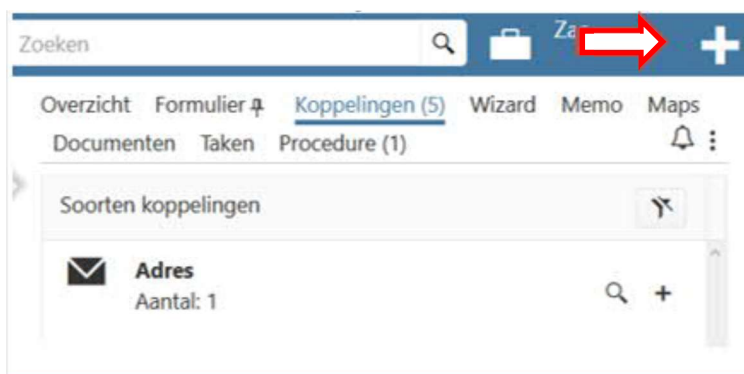 Zoeken
Overzicht Formulier Koppelingen (5) Wizard Memo Maps
Documenten Taken Procedure (1)
Soorten koppelingen
Adres
Aantal: 1